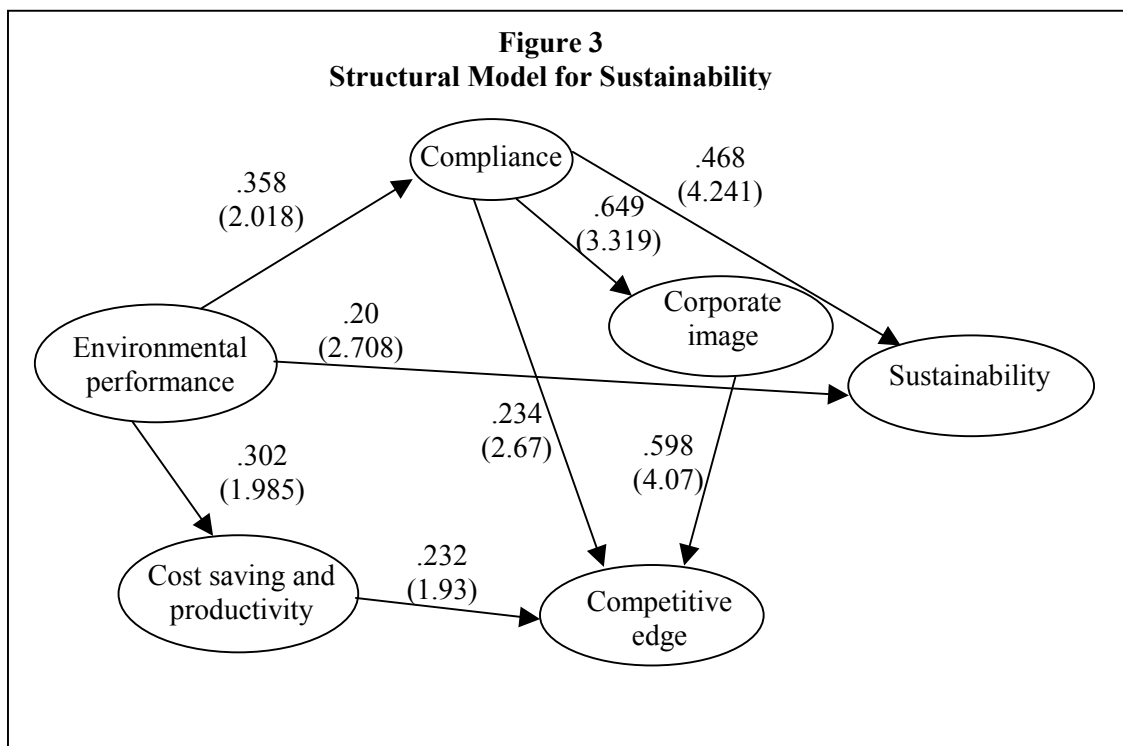 Figure 3
Structural Model for Sustainability
Compliance
.468
(4.241)
.358
(2.018)
.649
(3.319)
Corporate
image
.20
(2.708)
Environmental
performance
Sustainability
.234
(2.67)
.598
(4.07)
.302
(1.985)
Cost saving and
productivity
.232
(1.93)
Competitive
edge